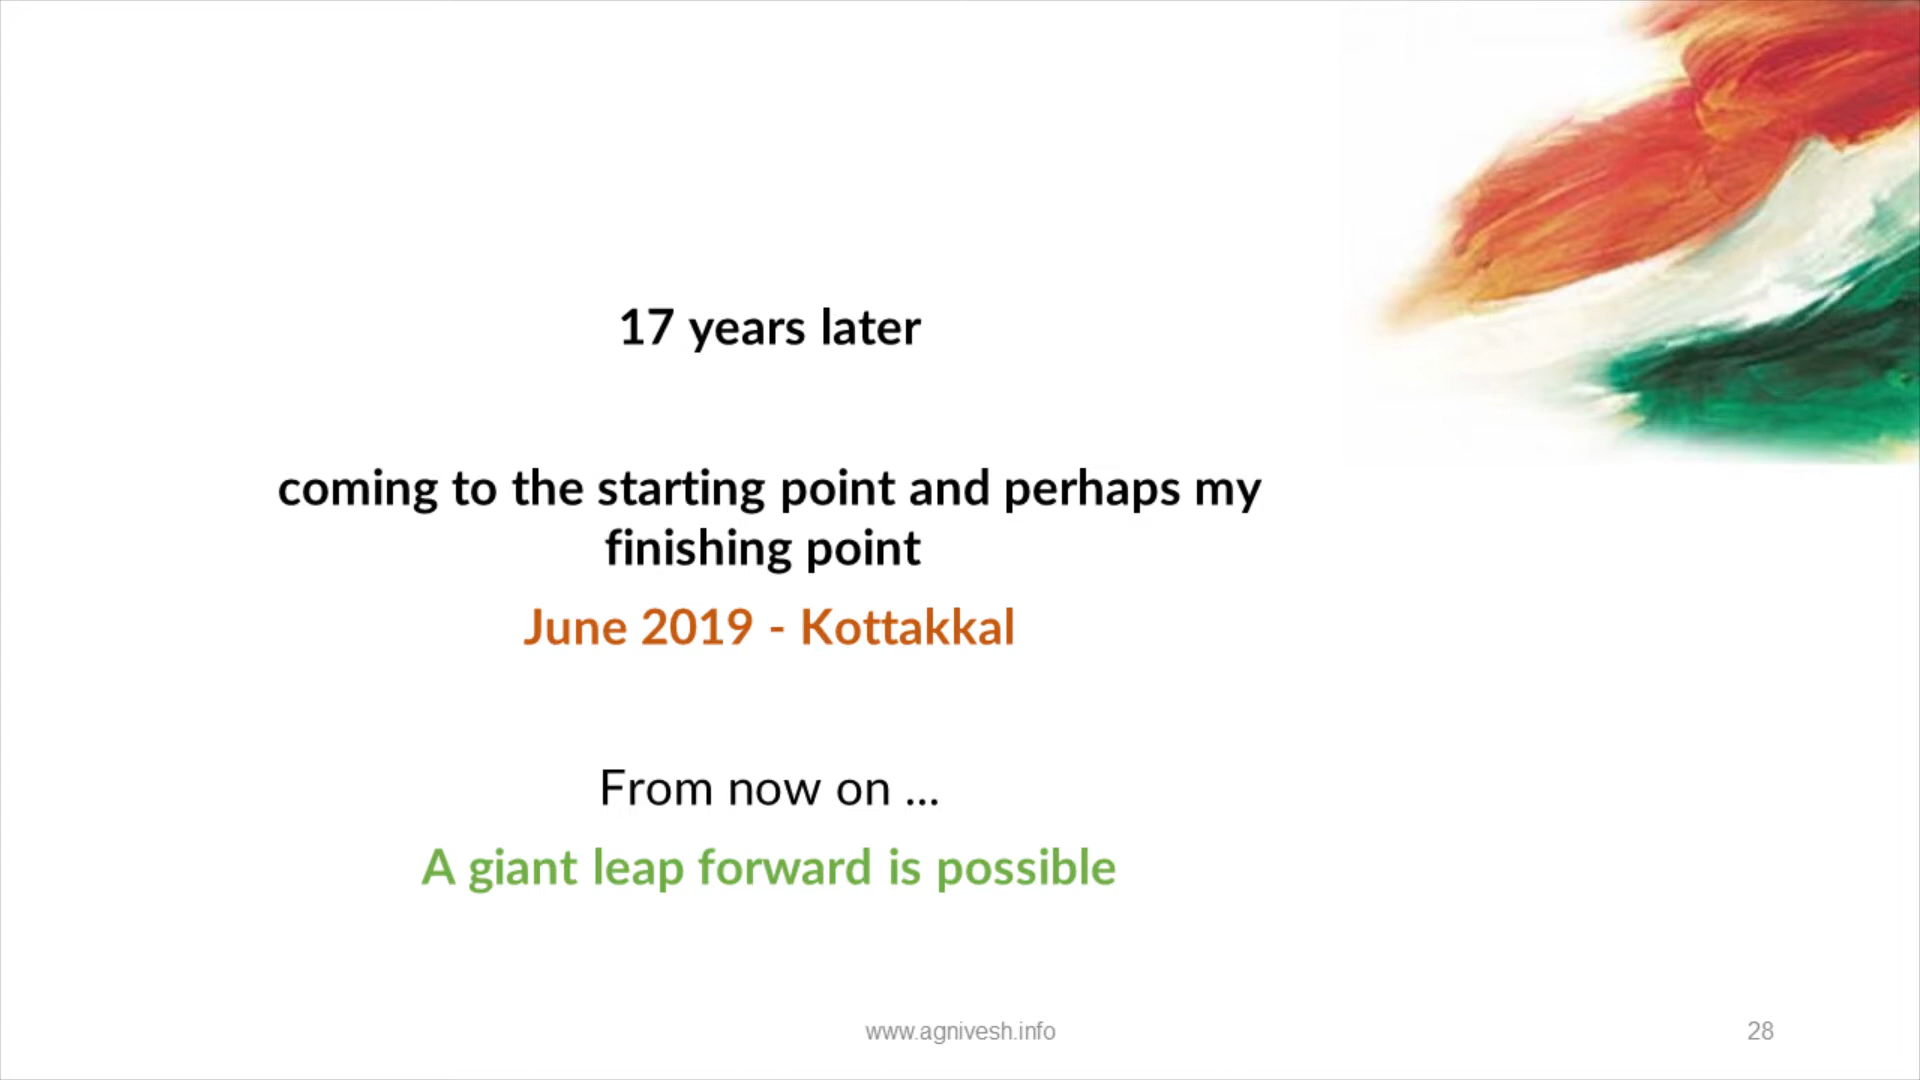 17 years later
coming to the starting point and perhaps my
finishing point
June 2019 - Kottakkal
From now on ...
A giant leap forward is possible
www.agnivesh.info
28